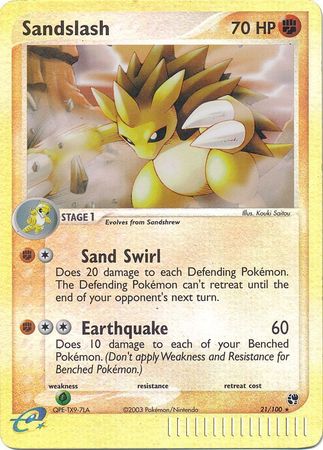 Sandslash 70 HP
STAGE 1
Evolves from Sandshrew
Illus. Kouki Saitou
Sand Swirl
Does 20 damage to each Defending Pokémon.
The Defending Pokémon can't retreat until the
end of your opponent's next turn.
Earthquake 60
Does 10 damage to each of your
Benched Pokémon. (Don't apply Weakness and Resistance for
Benched Pokémon.)
weakness resistance retreat cost
e QPE-TX9-7LA ©2003 Pokémon/Nintendo 21/100 ★